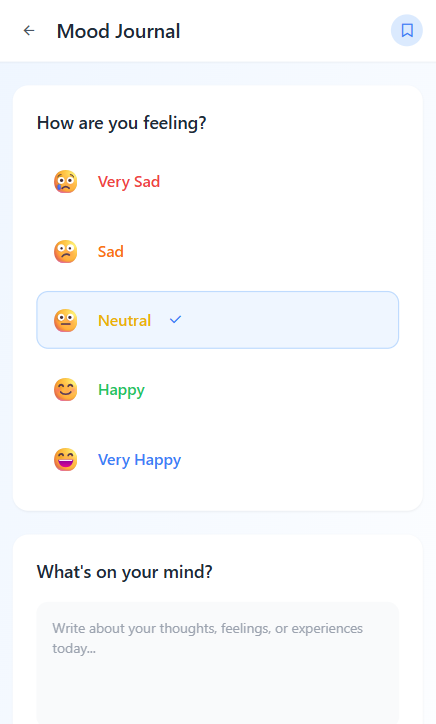 Mood Journal
How are you feeling?
Very Sad
Sad
Neutral
Happy
Very Happy
What's on your mind?
Write about your thoughts, feelings, or experiences
today...